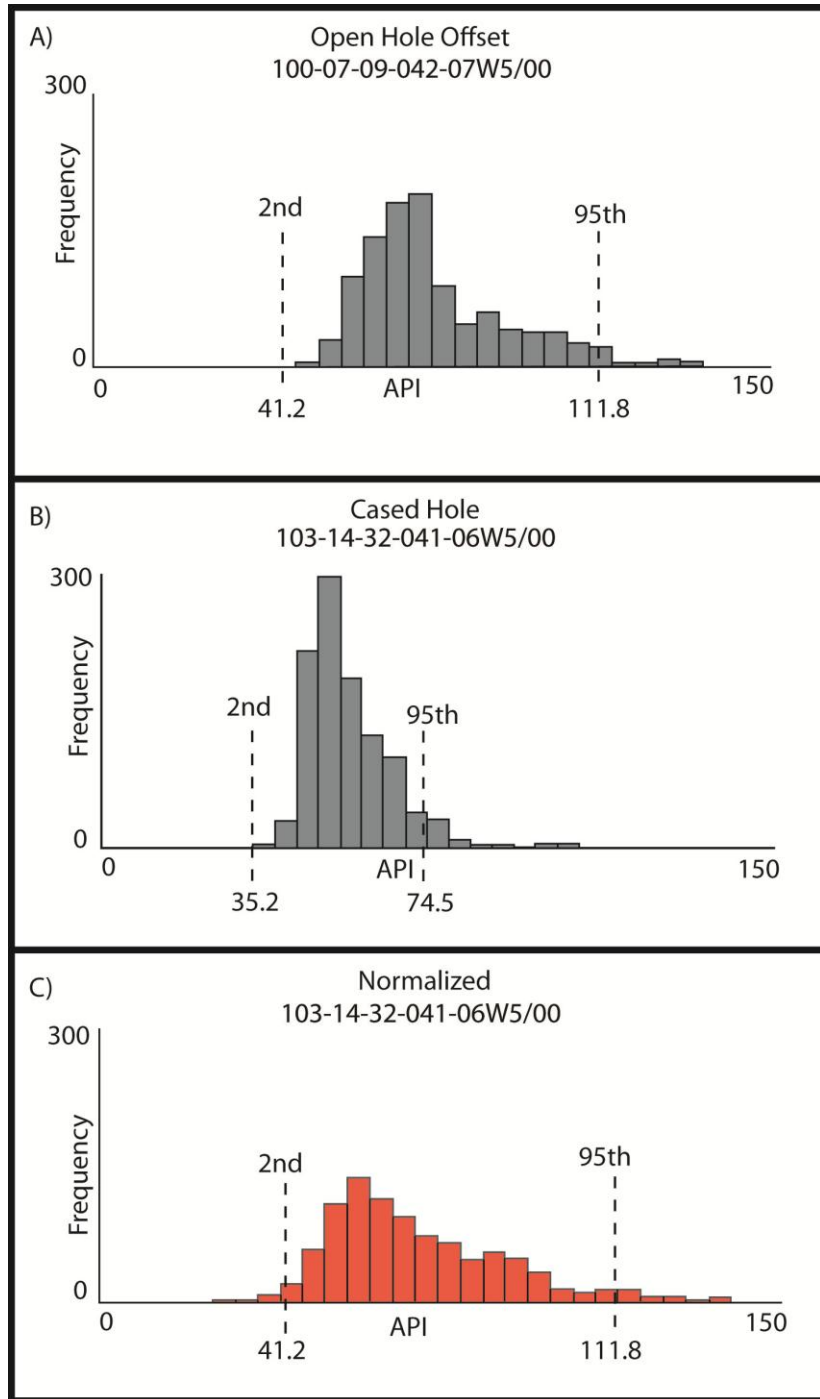 A)
Open Hole Offset
100-07-09-042-07W5/00
300
Frequency
2nd
95th
0
0
API
150
41.2
111.8
B)
Cased Hole
103-14-32-041-06W5/00
300
Frequency
2nd
95th
0
0
API
150
35.2
74.5
C)
Normalized
103-14-32-041-06W5/00
300
Frequency
2nd
95th
0
0
API
150
41.2
111.8